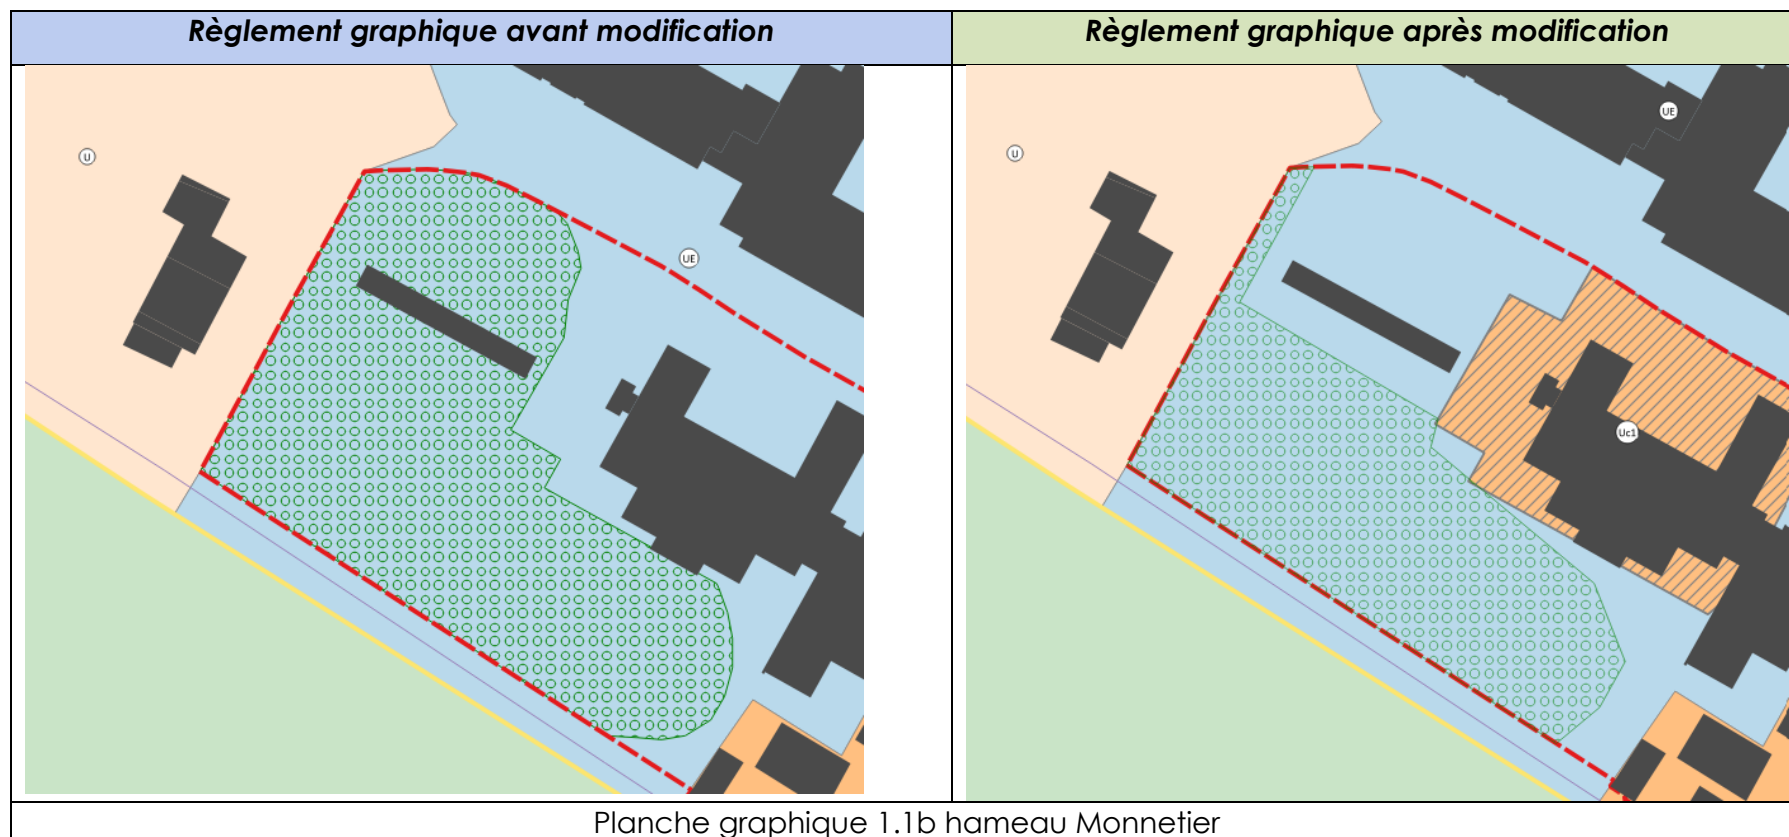 Règlement graphique avant modification
Règlement graphique après modification
U
UE
U
UE
Uc1
Planche graphique 1.1b hameau Monnetier